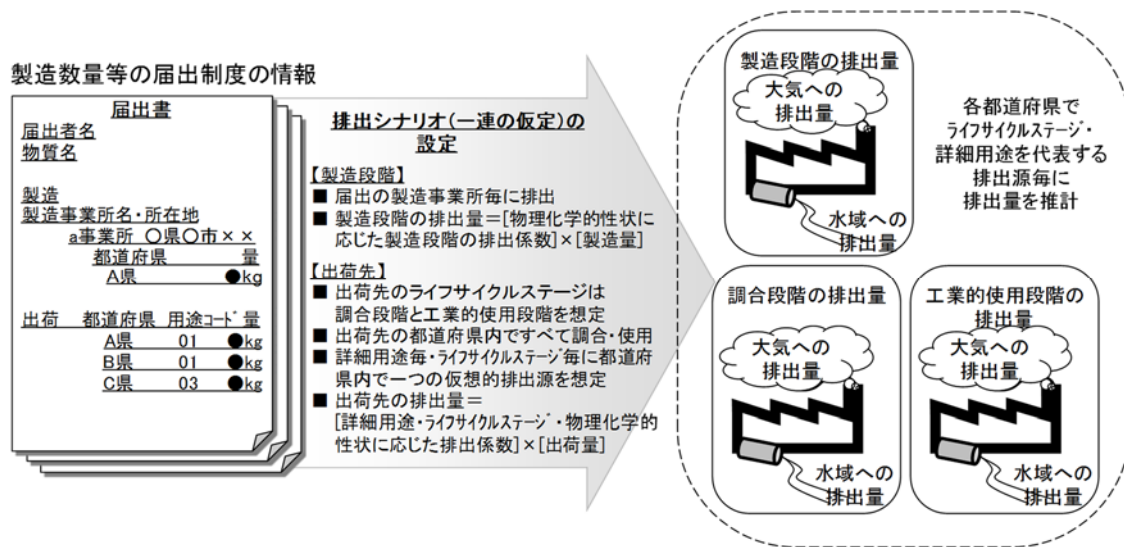 製造数量等の届出制度の情報
届出書
届出者名
物質名
製造
製造事業所名・所在地
a事業所 〇県〇市××
都道府県 量
A県 ●kg
出荷 都道府県 用途ｺｰﾄﾞ 量
A県 01 ●kg
B県 01 ●kg
C県 03 ●kg
排出シナリオ(一連の仮定)の
設定
【製造段階】
■ 届出の製造事業所毎に排出
■ 製造段階の排出量＝[物理化学的性状に
応じた製造段階の排出係数]×[製造量]
【出荷先】
■ 出荷先のライフサイクルステージは
調合段階と工業的使用段階を想定
■ 出荷先の都道府県内ですべて調合・使用
■ 詳細用途毎・ライフサイクルステージ毎に都道府
県内で一つの仮想的排出源を想定
■ 出荷先の排出量＝
[詳細用途・ﾗｲﾌｻｲｸﾙｽﾃｰｼﾞ・物理化学的
性状に応じた排出係数]×[出荷量]
製造段階の排出量
大気への
排出量
水域への
排出量
各都道府県で
ﾗｲﾌｻｲｸﾙｽﾃｰｼﾞ・
詳細用途を代表する
排出源毎に
排出量を推計
調合段階の排出量
大気への
排出量
水域への
排出量
工業的使用段階の
排出量
大気への
排出量
水域への
排出量